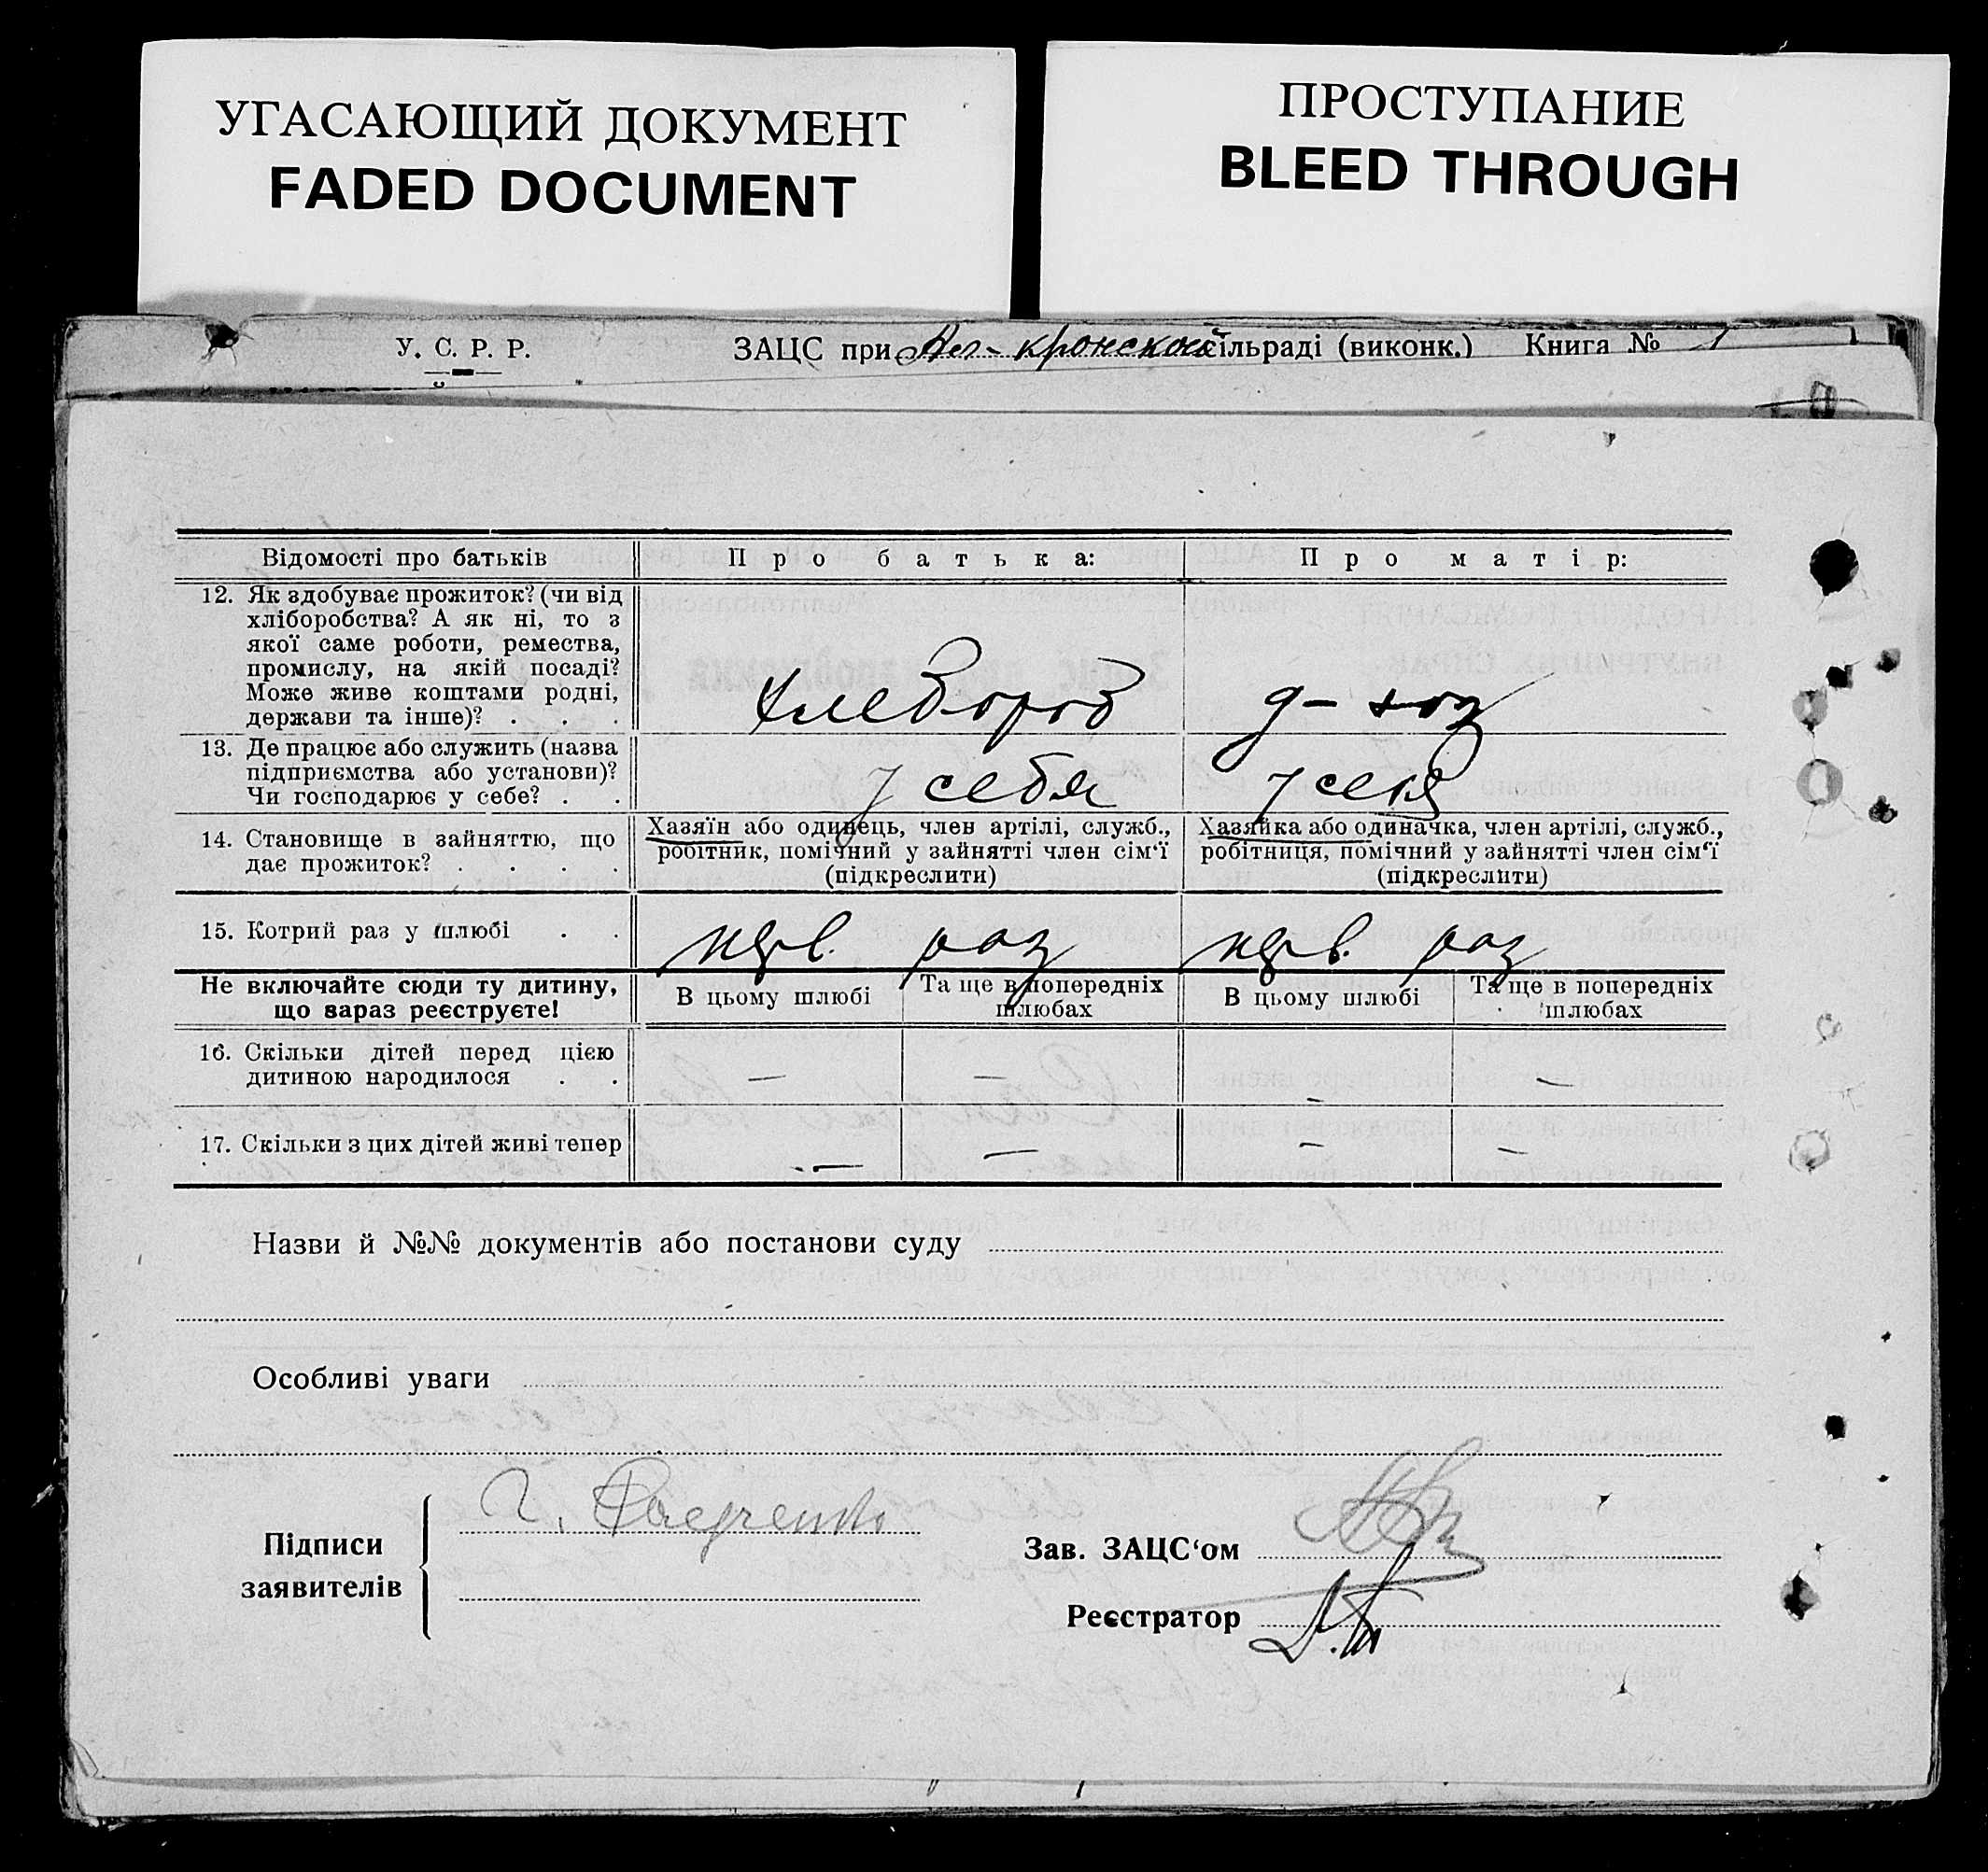 УГАСАЮЩИЙ ДОКУМЕНТ
FADED DOCUMENT
ПРОСТУПАНИЕ
BLEED THROUGH
У. С. Р. Р.
ЗАЦС при кронской сільраді (виконк.) Книга № 1
Відомості про батьків
Про батька:
Про матір:
12. Як здобуває прожиток? (чи від
хліборобства? А як ні, то з
якої саме роботи, ремества,
промислу, на якій посаді?
Може живе коштами родні,
держави та інше)? . . .
хлебороб
д-хоз
13. Де працює або служить (назва
підприємства або установи)?
Чи господарює у себе? . .
у себя
у себя
14. Становище в зайняттю, що
дає прожиток? . . . .
Хазяїн або одинець, член артілі, служб.,
робітник, помічний у зайнятті член сім‘ї
(підкреслити)
Хазяйка або одиначка, член артілі, служб.,
робітниця, помічний у зайнятті член сім‘ї
(підкреслити)
15. Котрий раз у шлюбі . .
перв. раз
перв. раз
Не включайте сюди ту дитину,
що зараз реєструєте!
В цьому шлюбі
Та ще в попередніх
шлюбах
В цьому шлюбі
Та ще в попередніх
шлюбах
16. Скільки дітей перед цією
дитиною народилося . .
—
—
–
—
17. Скільки з цих дітей живі тепер
—
—
–
–
Назви й №№ документів або постанови суду
Особливі уваги
Підписи
заявителів
Зав. ЗАЦС‘ом
Реєстратор